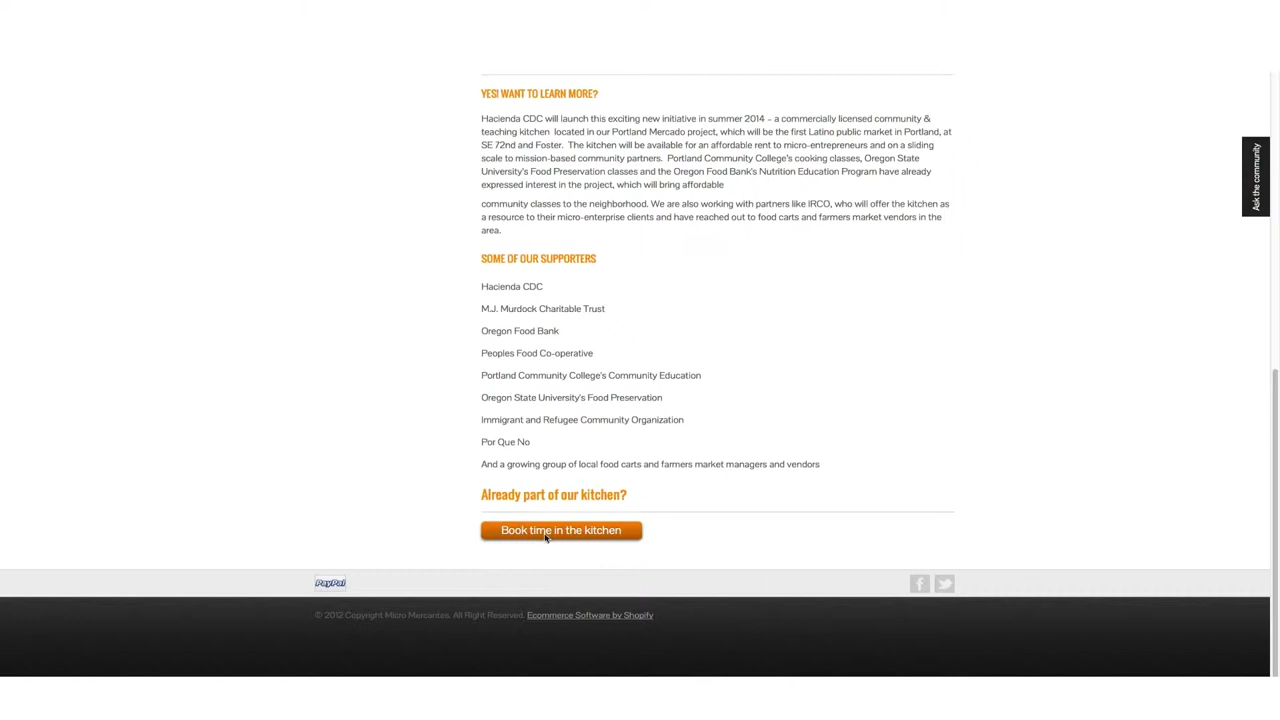 YES! WANT TO LEARN MORE?
Hacienda CDC will launch this exciting new initiative in summer 2014 – a commercially licensed community &
teaching kitchen located in our Portland Mercado project, which will be the first Latino public market in Portland, at
SE 72nd and Foster. The kitchen will be available for an affordable rent to micro-entrepreneurs and on a sliding
scale to mission-based community partners. Portland Community College's cooking classes, Oregon State
University's Food Preservation classes and the Oregon Food Bank's Nutrition Education Program have already
expressed interest in the project, which will bring affordable
community classes to the neighborhood. We are also working with partners like IRCO, who will offer the kitchen as
a resource to their micro-enterprise clients and have reached out to food carts and farmers market vendors in the
area.
SOME OF OUR SUPPORTERS
Hacienda CDC
M.J. Murdock Charitable Trust
Oregon Food Bank
Peoples Food Co-operative
Portland Community College's Community Education
Oregon State University's Food Preservation
Immigrant and Refugee Community Organization
Por Que No
And a growing group of local food carts and farmers market managers and vendors
Already part of our kitchen?
Book time in the kitchen
Ask the community
PayPal
© 2012 Copyright Micro Mercantes. All Right Reserved. Ecommerce Software by Shopify